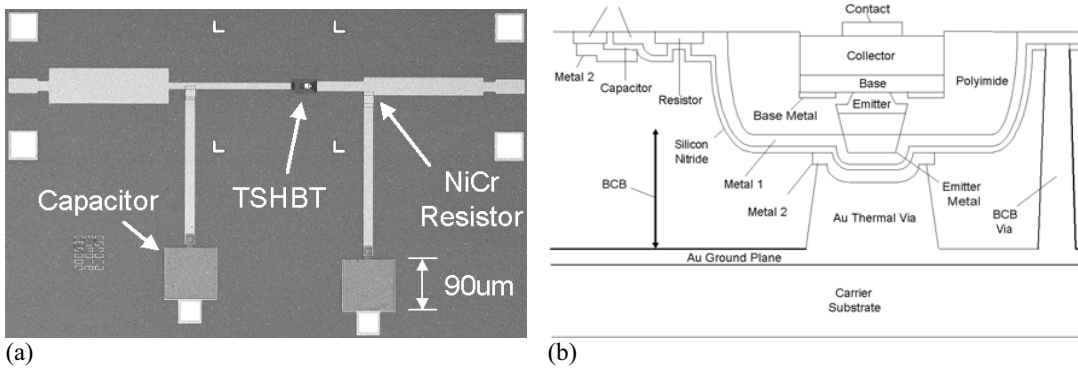 Capacitor
TSHBT
NiCr
Resistor
90um
(a)
Contact
Collector
Metal 2
Capacitor
Resistor
Base
Polyimide
Base Metal
Emitter
Silicon
Nitride
BCB
Metal 1
Metal 2
Emitter
Metal
Au Thermal Via
BCB
Via
Au Ground Plane
Carrier
Substrate
(b)